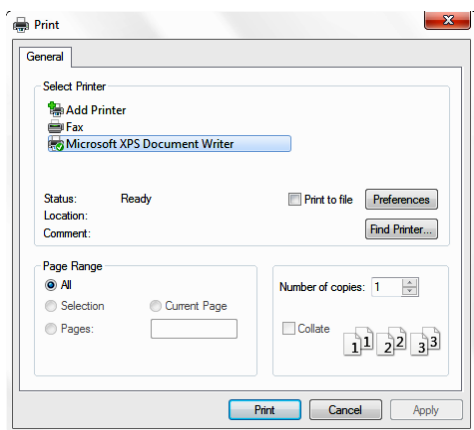 Print
X
General
Select Printer
Add Printer
Fax
Microsoft XPS Document Writer
Status: Ready
Print to file
Preferences
Location:
Comment:
Find Printer...
Page Range
All
Selection
Current Page
Pages:
Number of copies: 1
Collate
1 1 2 2 3 3
Print Cancel Apply